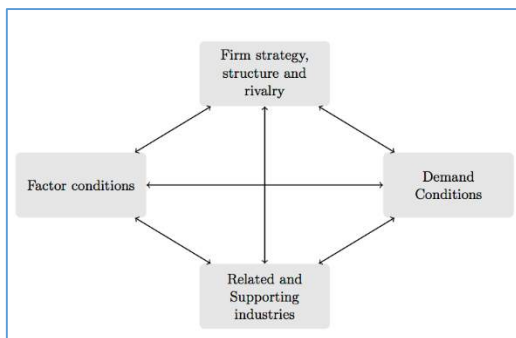 Firm strategy,
structure and
rivalry
Factor conditions
Demand
Conditions
Related and
Supporting
industries